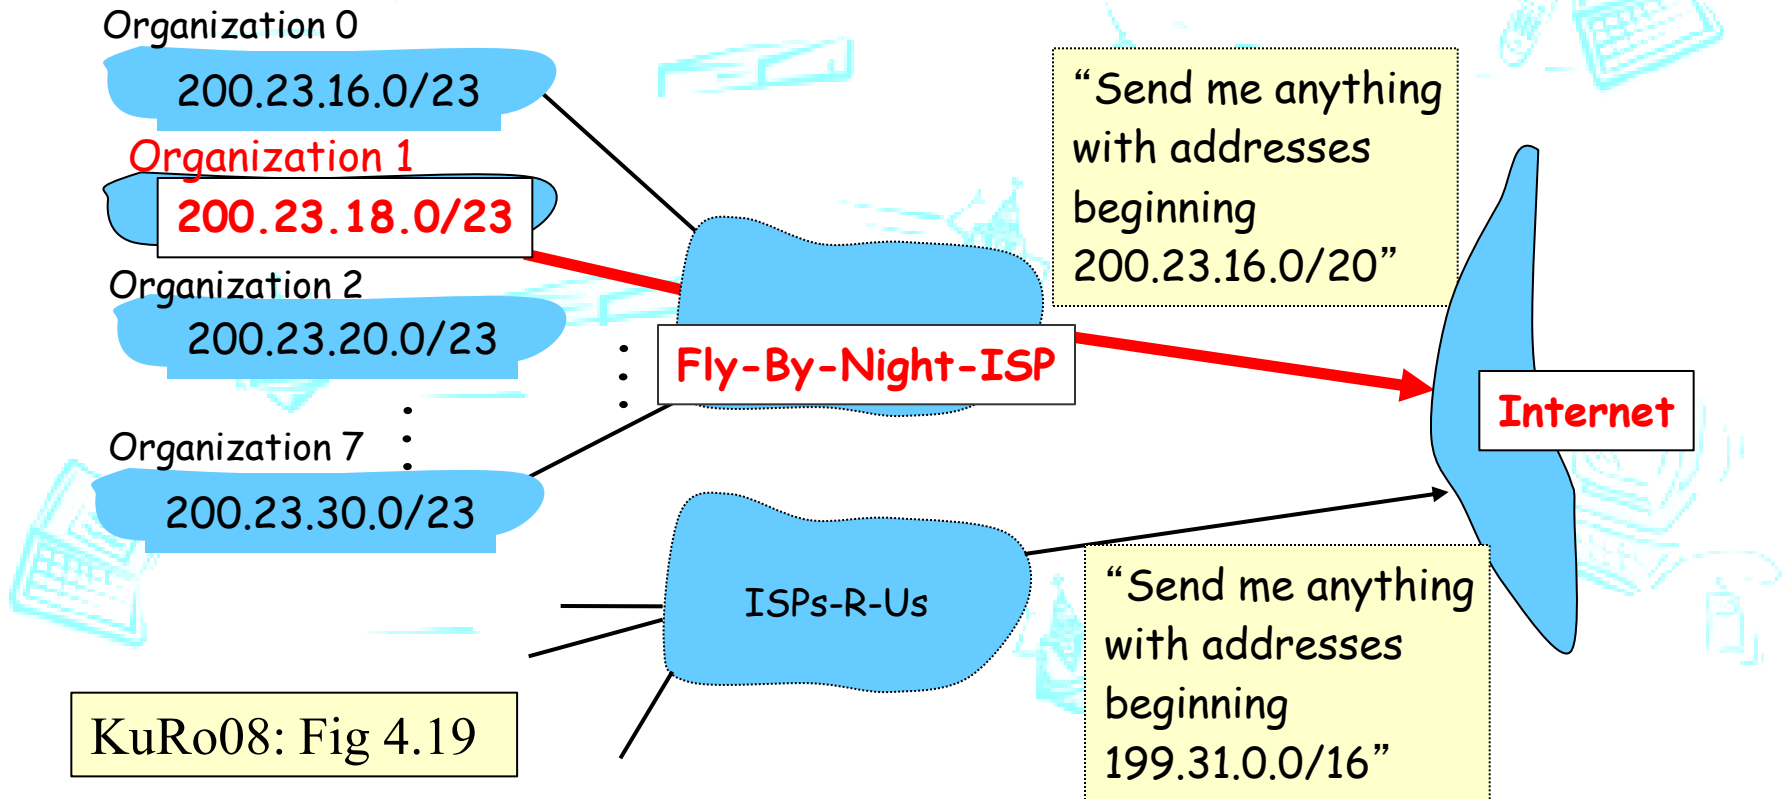 Organization 0
200.23.16.0/23
Organization 1
200.23.18.0/23
Organization 2
200.23.20.0/23
Organization 7
200.23.30.0/23
Fly-By-Night-ISP
“Send me anything
with addresses
beginning
200.23.16.0/20”
Internet
ISPs-R-Us
“Send me anything
with addresses
beginning
199.31.0.0/16”
KuRo08: Fig 4.19